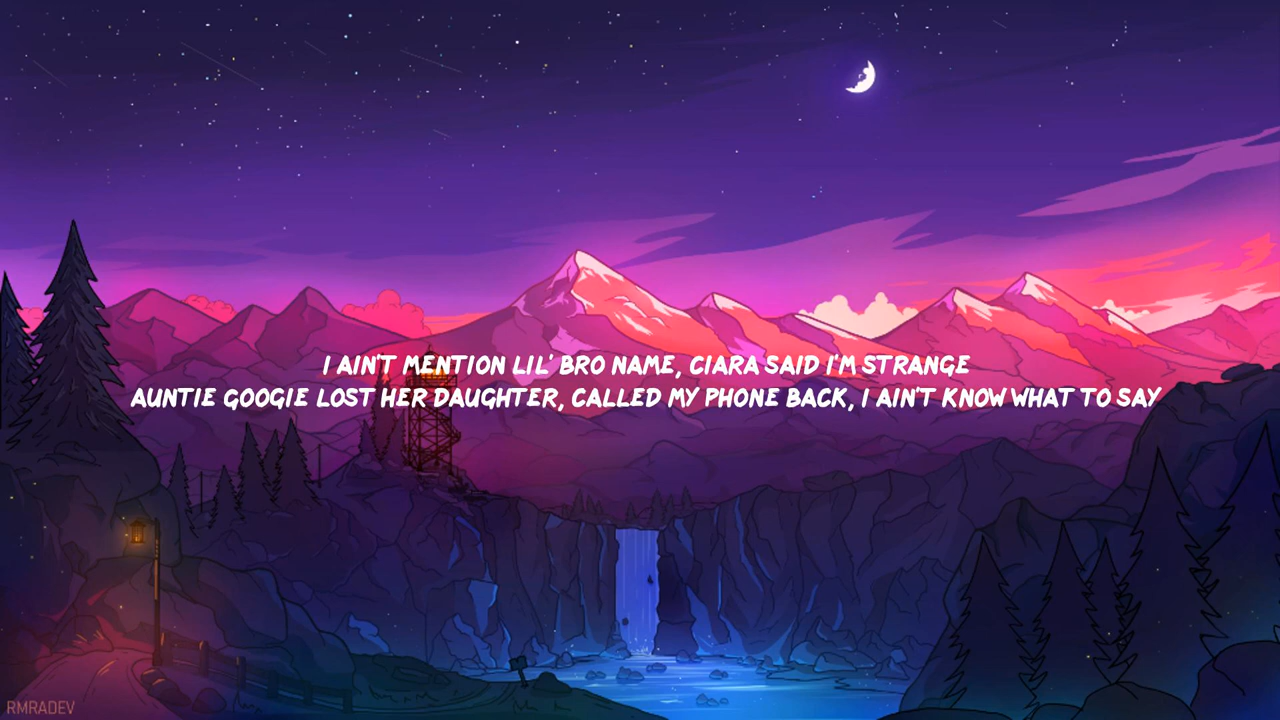 I AIN'T MENTION LIL' BRO NAME, CIARA SAID I'M STRANGE
AUNTIE GOOGIE LOST HER DAUGHTER, CALLED MY PHONE BACK, I AIN'T KNOW WHAT TO SAY
RMRADEV